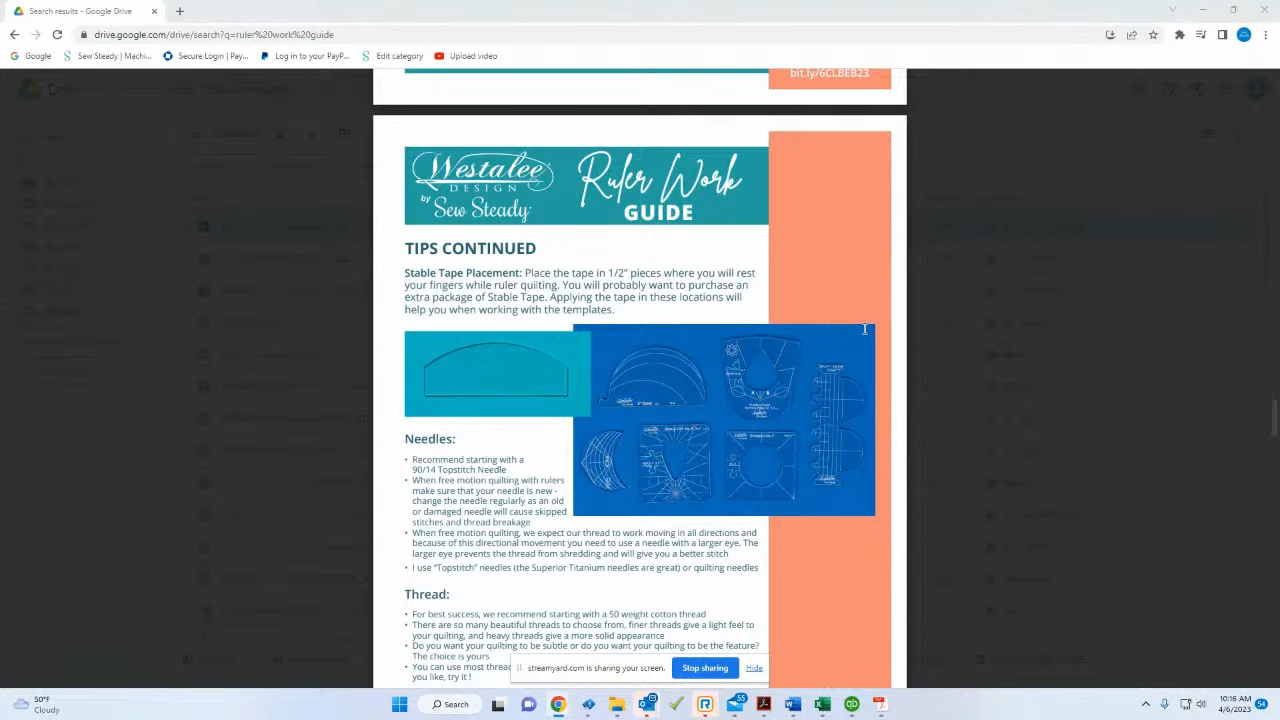 Search results - Google Drive
drive.google.com/drive/search?q=ruler%20work%20guide
Google
Sew Steady | Machi...
Secure Login | Pay...
Log in to your PayP...
Edit category
Upload video
bit.ly/6CLBEB23
Westalee
DESIGN
by Sew Steady
Ruler Work
GUIDE
TIPS CONTINUED
Stable Tape Placement: Place the tape in 1/2" pieces where you will rest
your fingers while ruler quilting. You will probably want to purchase an
extra package of Stable Tape. Applying the tape in these locations will
help you when working with the templates.
A
B
Needles:
• Recommend starting with a
90/14 Topstitch Needle
• When free motion quilting with rulers
make sure that your needle is new -
change the needle regularly as an old
or damaged needle will cause skipped
stitches and thread breakage
• When free motion quilting, we expect our thread to work moving in all directions and
because of this directional movement you need to use a needle with a larger eye. The
larger eye prevents the thread from shredding and will give you a better stitch
• I use "Topstitch" needles (the Superior Titanium needles are great) or quilting needles
Thread:
• For best success, we recommend starting with a 50 weight cotton thread
• There are so many beautiful threads to choose from, finer threads give a light feel to
your quilting, and heavy threads give a more solid appearance
• Do you want your quilting to be subtle or do you want your quilting to be the feature?
The choice is yours
• You can use most thread
you like, try it !
streamyard.com is sharing your screen.
Stop sharing
Hide
50°F
Cloudy
Search
55
10:16 AM
4/6/2023
54